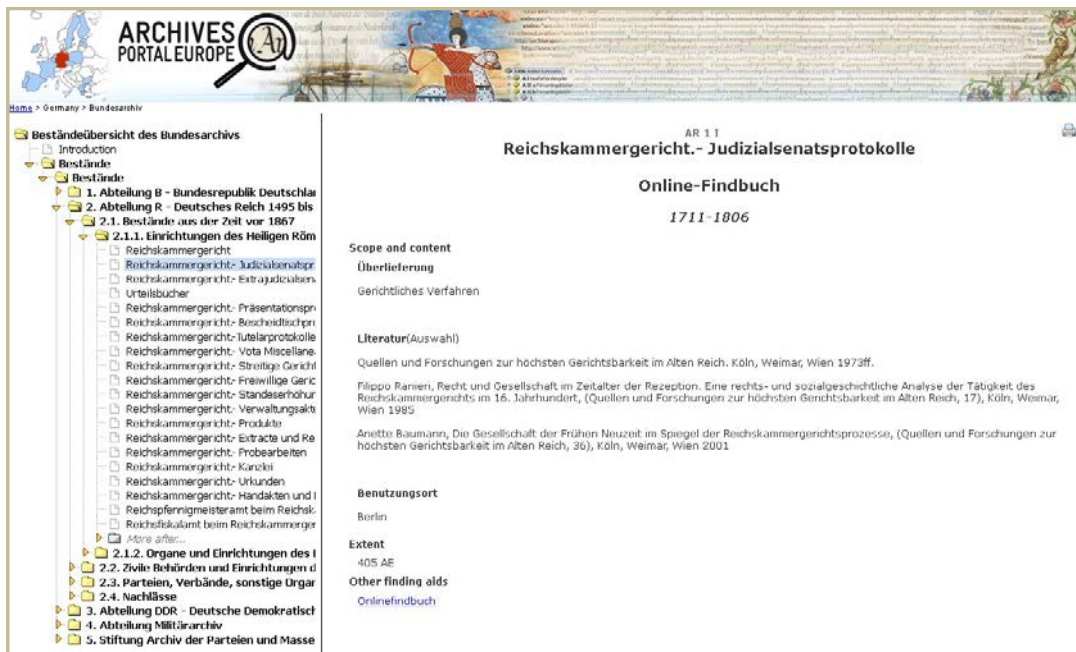 ARCHIVES
PORTALEUROPE
Home > Germany > Bundesarchiv
Beständeübersicht des Bundesarchivs
Introduction
Bestände
Bestände
1. Abteilung B - Bundesrepublik Deutschlan
2. Abteilung R - Deutsches Reich 1495 bis
2.1. Bestände aus der Zeit vor 1867
2.1.1. Einrichtungen des Heiligen Röm
Reichskammergericht
Reichskammergericht.- Judizialsenatspr
Reichskammergericht.- Extrajudizialsen
Urteilsbücher
Reichskammergericht.- Präsentationspr
Reichskammergericht.- Bescheidtischpr
Reichskammergericht.-Tutelarprotokolle
Reichskammergericht.- Vota Miscellane
Reichskammergericht.- Streitige Gericht
Reichskammergericht.- Freiwillige Geric
Reichskammergericht.- Standeserhöhur
Reichskammergericht.- Verwaltungsakt
Reichskammergericht.- Produkte
Reichskammergericht.- Extracte und Re
Reichskammergericht.- Probearbeiten
Reichskammergericht.- Kanzlei
Reichskammergericht.- Urkunden
Reichskammergericht.- Handakten und
Reichspfennigmeisteramt beim Reichsk
Reichsfiskalamt beim Reichskammerger
More after...
2.1.2. Organe und Einrichtungen des
2.2. Zivile Behörden und Einrichtungen d
2.3. Parteien, Verbände, sonstige Organ
2.4. Nachlässe
3. Abteilung DDR - Deutsche Demokratisch
4. Abteilung Militärarchiv
5. Stiftung Archiv der Parteien und Masse
AR 1 I
Reichskammergericht.- Judizialsenatsprotokolle
Online-Findbuch
1711-1806
Scope and content
Überlieferung
Gerichtliches Verfahren
Literatur(Auswahl)
Quellen und Forschungen zur höchsten Gerichtsbarkeit im Alten Reich. Köln, Weimar, Wien 1973ff.
Filippo Ranieri, Recht und Gesellschaft im Zeitalter der Rezeption. Eine rechts- und sozialgeschichtliche Analyse der Tätigkeit des
Reichskammergerichts im 16. Jahrhundert, (Quellen und Forschungen zur höchsten Gerichtsbarkeit im Alten Reich, 17), Köln, Weimar,
Wien 1985
Anette Baumann, Die Gesellschaft der Frühen Neuzeit im Spiegel der Reichskammergerichtsprozesse, (Quellen und Forschungen zur
höchsten Gerichtsbarkeit im Alten Reich, 36), Köln, Weimar, Wien 2001
Benutzungsort
Berlin
Extent
405 AE
Other finding aids
Onlinefindbuch